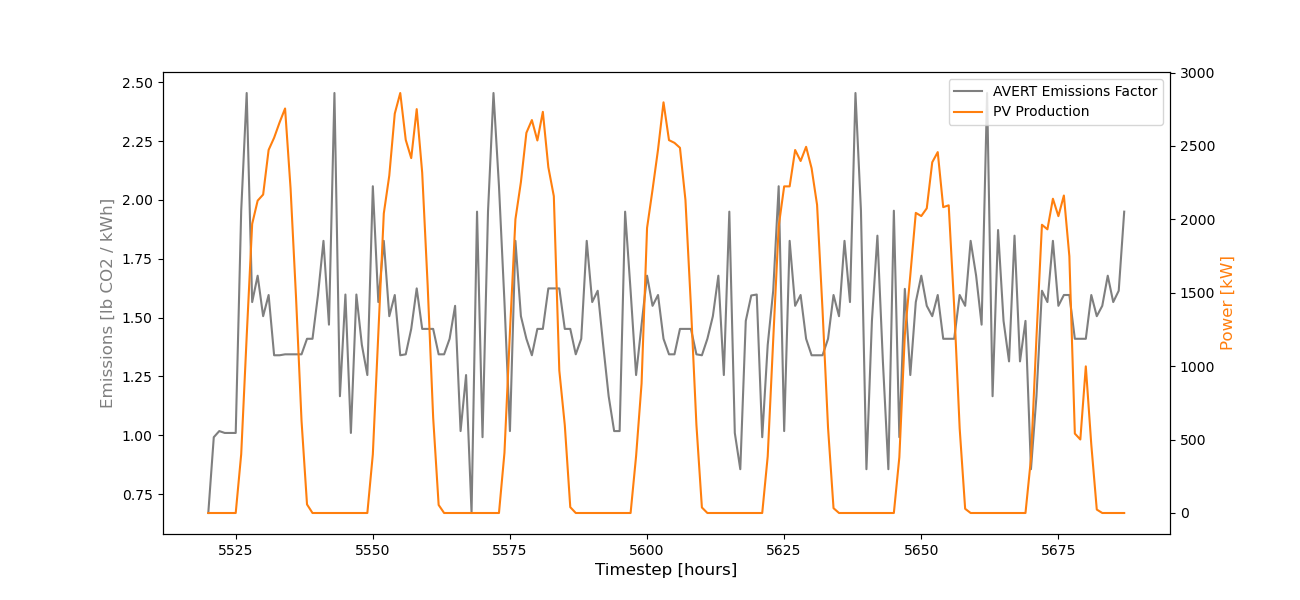 AVERT Emissions Factor
PV Production
2.50
2.25
2.00
1.75
1.50
1.25
1.00
0.75
Emissions [lb CO2 / kWh]
3000
2500
2000
1500
1000
500
0
Power [kW]
5525 5550 5575 5600 5625 5650 5675
Timestep [hours]